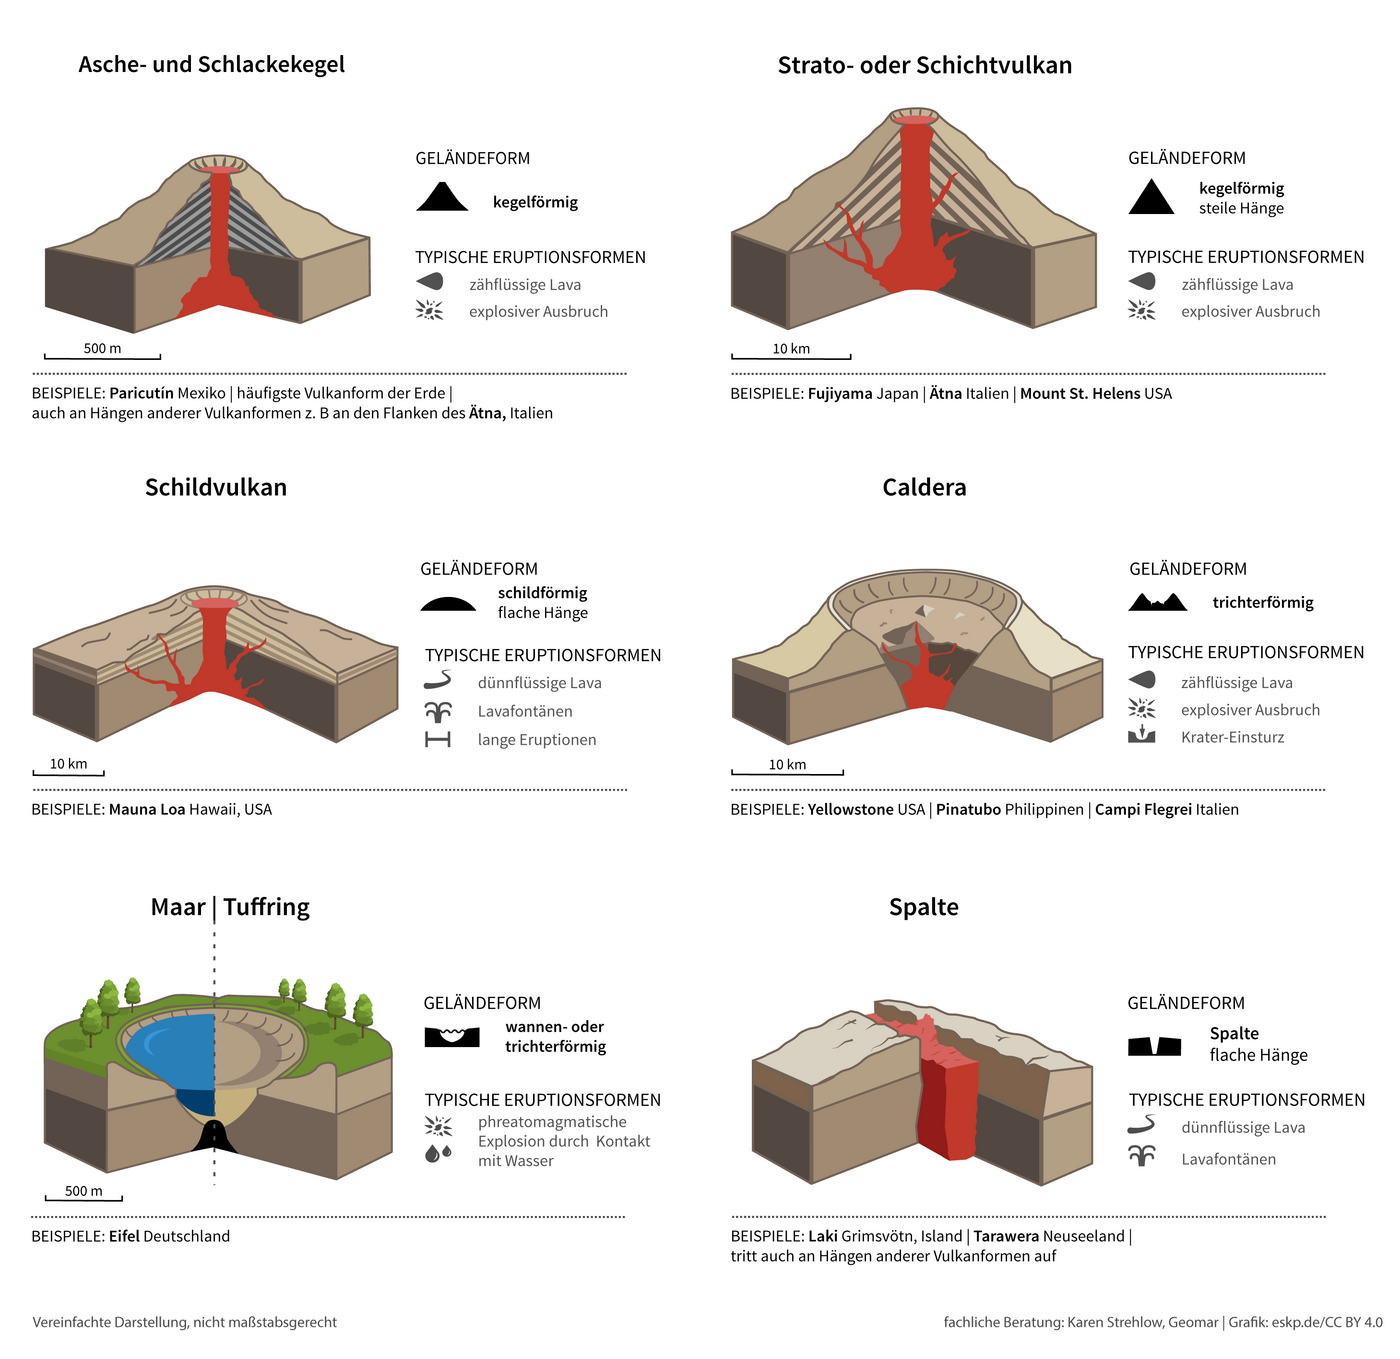 Asche- und Schlackekegel
GELÄNDEFORM
kegelförmig
TYPISCHE ERUPTIONSFORMEN
zähflüssige Lava
explosiver Ausbruch
500 m
BEISPIELE: Paricutín Mexiko | häufigste Vulkanform der Erde |
auch an Hängen anderer Vulkanformen z. B an den Flanken des Ätna, Italien
Strato- oder Schichtvulkan
GELÄNDEFORM
kegelförmig
steile Hänge
TYPISCHE ERUPTIONSFORMEN
zähflüssige Lava
explosiver Ausbruch
10 km
BEISPIELE: Fujiyama Japan | Ätna Italien | Mount St. Helens USA
Schildvulkan
GELÄNDEFORM
schildförmig
flache Hänge
TYPISCHE ERUPTIONSFORMEN
dünnflüssige Lava
Lavafontänen
lange Eruptionen
10 km
BEISPIELE: Mauna Loa Hawaii, USA
Caldera
GELÄNDEFORM
trichterförmig
TYPISCHE ERUPTIONSFORMEN
zähflüssige Lava
explosiver Ausbruch
Krater-Einsturz
10 km
BEISPIELE: Yellowstone USA | Pinatubo Philippinen | Campi Flegrei Italien
Maar | Tuffring
GELÄNDEFORM
wannen- oder
trichterförmig
TYPISCHE ERUPTIONSFORMEN
phreatomagmatische
Explosion durch Kontakt
mit Wasser
500 m
BEISPIELE: Eifel Deutschland
Spalte
GELÄNDEFORM
Spalte
flache Hänge
TYPISCHE ERUPTIONSFORMEN
dünnflüssige Lava
Lavafontänen
BEISPIELE: Laki Grimsvötn, Island | Tarawera Neuseeland |
tritt auch an Hängen anderer Vulkanformen auf
Vereinfachte Darstellung, nicht maßstabsgerecht
fachliche Beratung: Karen Strehlow, Geomar | Grafik: eskp.de/CC BY 4.0